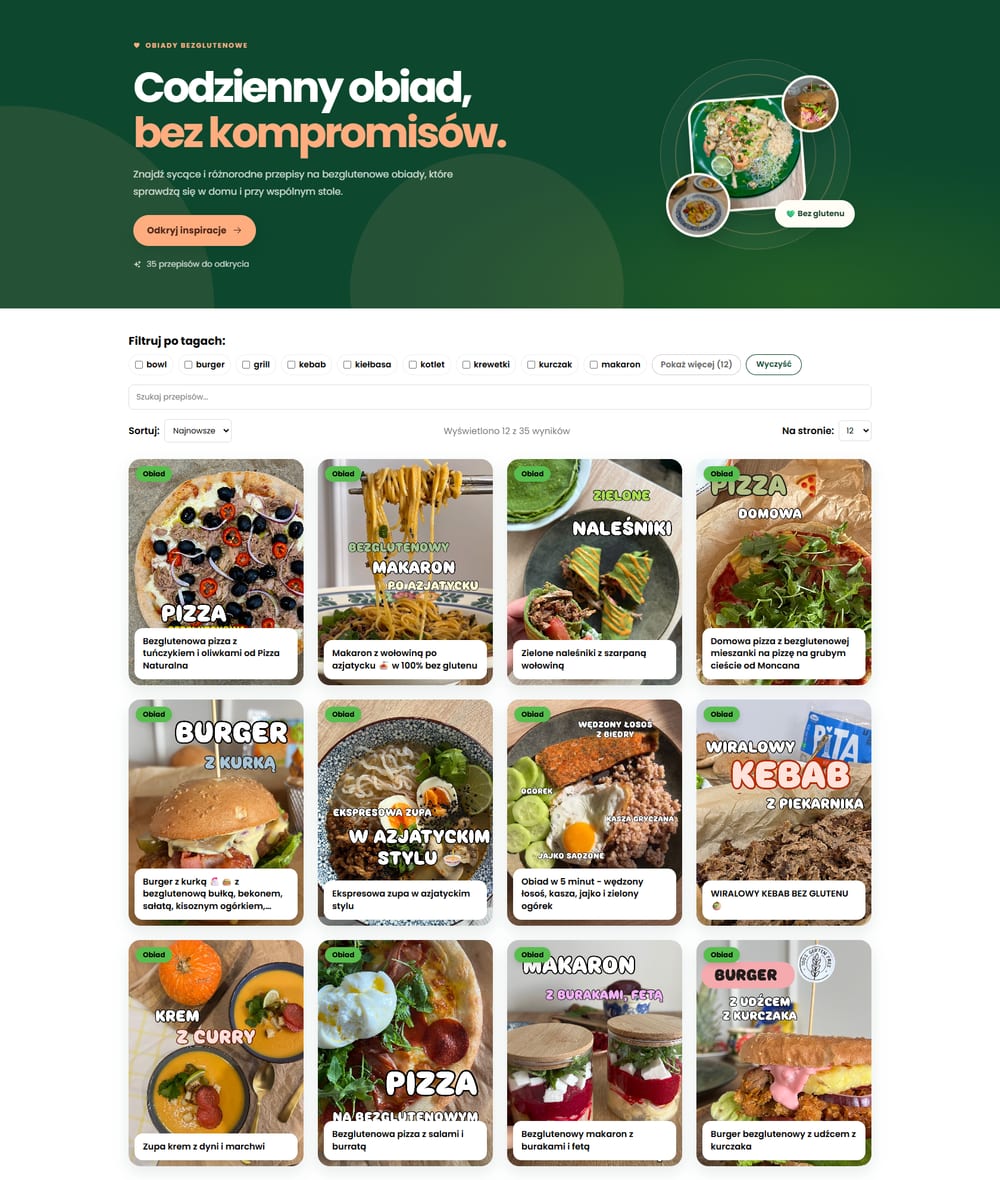 OBIADY BEZGLUTENOWE
Codzienny obiad,
bez kompromisów.
Znajdź sycące i różnorodne przepisy na bezglutenowe obiady, które
sprawdzą się w domu i przy wspólnym stole.
Odkryj inspiracje →
35 przepisów do odkrycia
Bez glutenu
Filtruj po tagach:
bowl burger grill kebab kiełbasa kotlet krewetki kurczak makaron Pokaż więcej (12) Wyczyść
Szukaj przepisów...
Sortuj: Najnowsze Wyświetlono 12 z 35 wyników Na stronie: 12
Obiad
PIZZA
Bezglutenowa pizza z
tuńczykiem i oliwkami od Pizza
Naturalna
Obiad
BEZGLUTENOWY
MAKARON
PO AZJATYCKU
Makaron z wołowiną po
azjatycku 🍝 w 100% bez glutenu
Obiad
ZIELONE
NALEŚNIKI
Zielone naleśniki z szarpaną
wołowiną
Obiad
PIZZA 🍕
DOMOWA
Domowa pizza z bezglutenowej
mieszanki na pizzę na grubym
cieście od Moncana
Obiad
BURGER
Z KURKĄ
Burger z kurką 🐔 🍔 z
bezglutenową bułką, bekonem,
sałatą, kisoznym ogórkiem,...
Obiad
EKSPRESOWA ZUPA
W AZJATYCKIM
STYLU 🍜
Ekspresowa zupa w azjatyckim
stylu
Obiad
WĘDZONY ŁOSOŚ
Z BIEDRY
OGÓREK
KASZA GRYCZANA
JAJKO SADZONE
Obiad w 5 minut – wędzony
łosoś, kasza, jajko i zielony
ogórek
Obiad
PITA
WIRALOWY
KEBAB
Z PIEKARNIKA
WIRALOWY KEBAB BEZ GLUTENU
Obiad
KREM
Z CURRY
Zupa krem z dyni i marchwi
Obiad
PIZZA
NA BEZGLUTENOWYM
Bezglutenowa pizza z salami i
burratą
Obiad
MAKARON
Z BURAKAMI, FETĄ
Bezglutenowy makaron z
burakami i fetą
Obiad
BURGER
Z UDŹCEM
Z KURCZAKA
Burger bezglutenowy z udźcem z
kurczaka